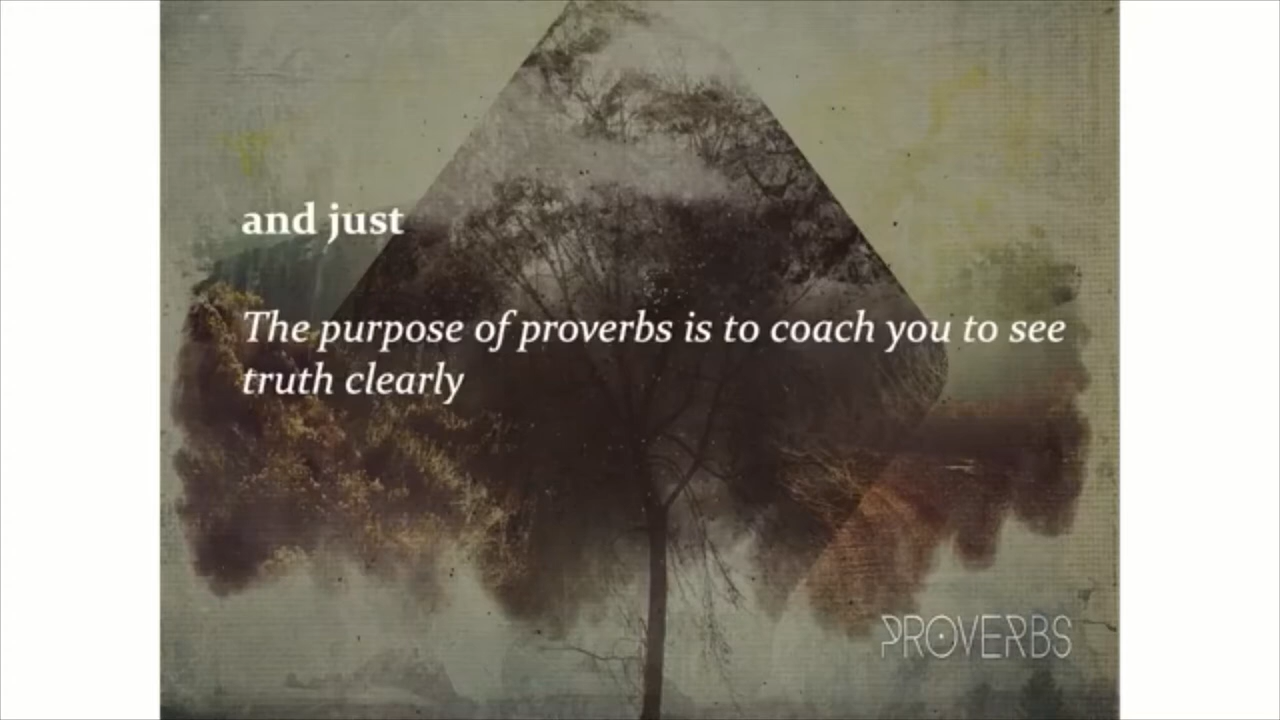 and just
The purpose of proverbs is to coach you to see
truth clearly
PROVERBS